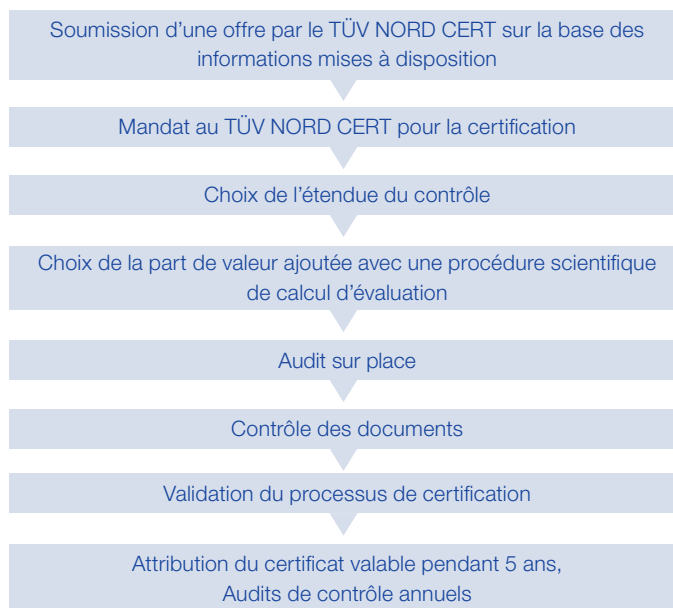 Soumission d’une offre par le TÜV NORD CERT sur la base des
informations mises à disposition
Mandat au TÜV NORD CERT pour la certification
Choix de l’étendue du contrôle
Choix de la part de valeur ajoutée avec une procédure scientifique
de calcul d’évaluation
Audit sur place
Contrôle des documents
Validation du processus de certification
Attribution du certificat valable pendant 5 ans,
Audits de contrôle annuels